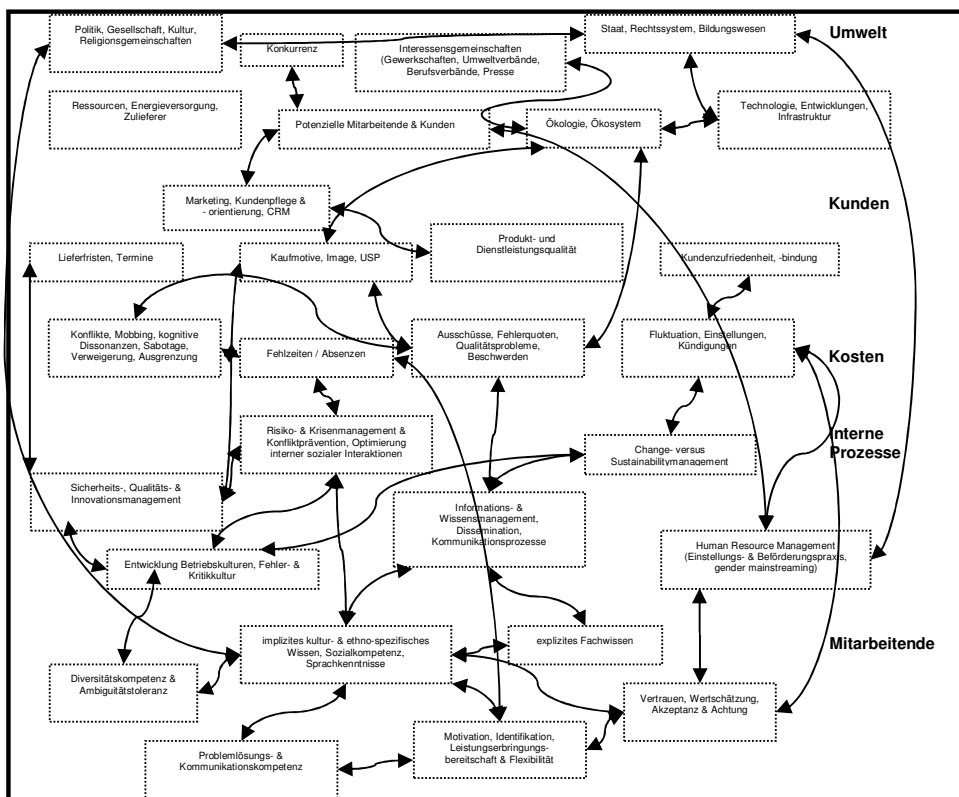 Politik, Gesellschaft, Kultur,
Religionsgemeinschaften
Konkurrenz
Interessensgemeinschaften
(Gewerkschaften, Umweltverbände,
Berufsverbände, Presse
Staat, Rechtssystem, Bildungswesen
Umwelt
Ressourcen, Energieversorgung,
Zulieferer
Potenzielle Mitarbeitende & Kunden
Ökologie, Ökosystem
Technologie, Entwicklungen,
Infrastruktur
Marketing, Kundenpflege &
- orientierung, CRM
Kunden
Lieferfristen, Termine
Kaufmotive, Image, USP
Produkt- und
Dienstleistungsqualität
Kundenzufriedenheit, -bindung
Konflikte, Mobbing, kognitive
Dissonanzen, Sabotage,
Verweigerung, Ausgrenzung
Fehlzeiten / Absenzen
Ausschüsse, Fehlerquoten,
Qualitätsprobleme,
Beschwerden
Fluktuation, Einstellungen,
Kündigungen
Kosten
Risiko- & Krisenmanagement &
Konfliktprävention, Optimierung
interner sozialer Interaktionen
Change- versus
Sustainabilitymanagement
Interne
Prozesse
Sicherheits-, Qualitäts- &
Innovationsmanagement
Informations- &
Wissensmanagement,
Dissemination,
Kommunikationsprozesse
Entwicklung Betriebskulturen, Fehler- &
Kritikkultur
Human Resource Management
(Einstellungs- & Beförderungspraxis,
gender mainstreaming)
implizites kultur- & ethno-spezifisches
Wissen, Sozialkompetenz,
Sprachkenntnisse
explizites Fachwissen
Mitarbeitende
Diversitätskompetenz &
Ambiguitätstoleranz
Vertrauen, Wertschätzung,
Akzeptanz & Achtung
Problemlösungs- &
Kommunikationskompetenz
Motivation, Identifikation,
Leistungserbringungs-
bereitschaft & Flexibilität